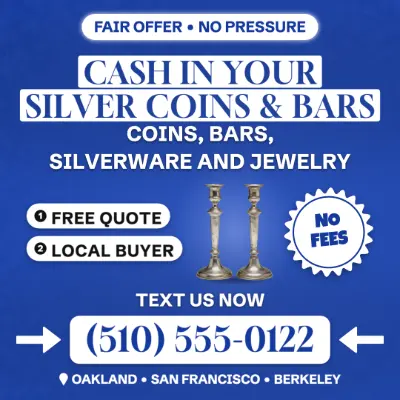 FAIR OFFER • NO PRESSURE
CASH IN YOUR
SILVER COINS & BARS
COINS, BARS,
SILVERWARE AND JEWELRY
1 FREE QUOTE
2 LOCAL BUYER
NO
FEES
TEXT US NOW
(510) 555-0122
OAKLAND • SAN FRANCISCO • BERKELEY